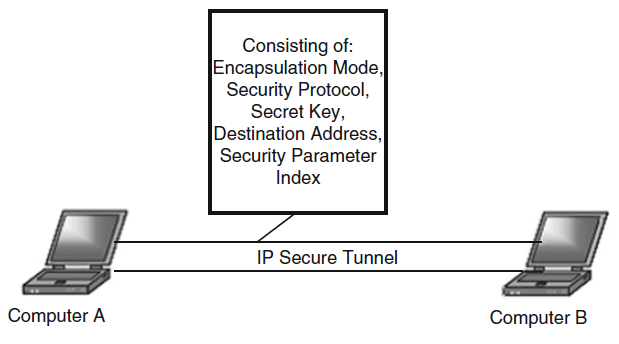 Consisting of:
Encapsulation Mode,
Security Protocol,
Secret Key,
Destination Address,
Security Parameter
Index
IP Secure Tunnel
Computer A
Computer B